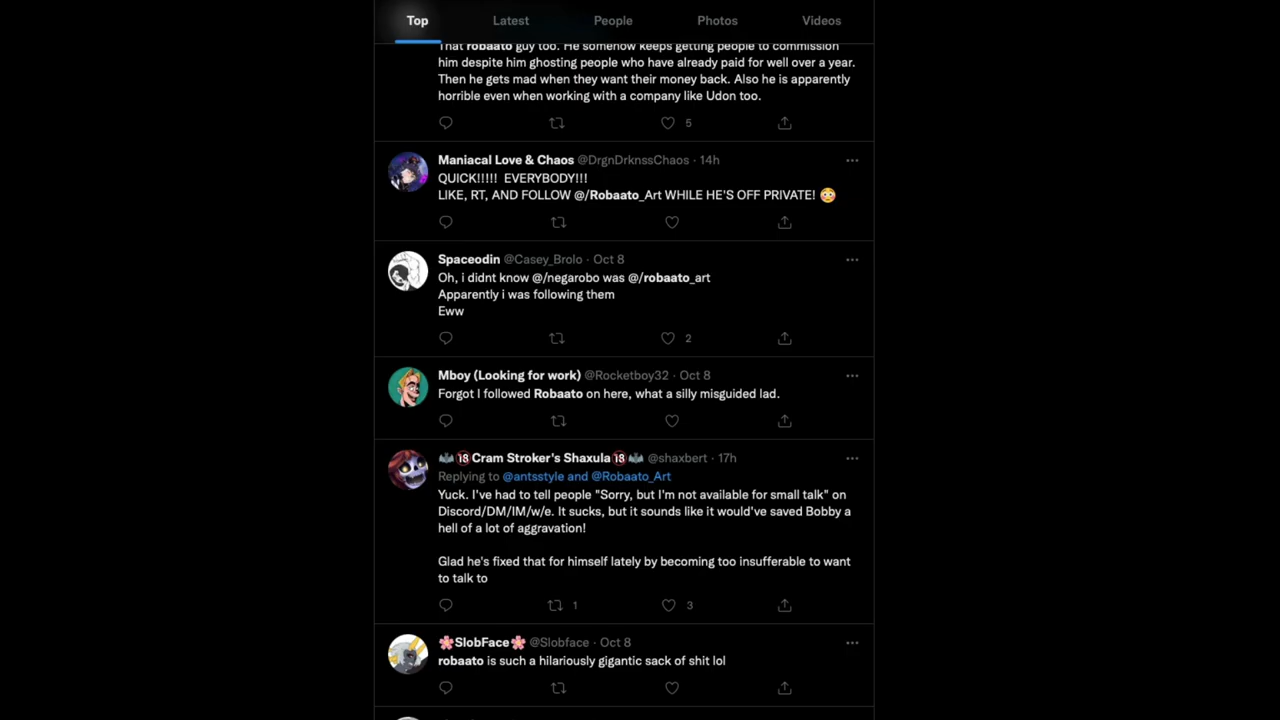 Top
Latest
People
Photos
Videos
That robaato guy too. He somehow keeps getting people to commission
him despite him ghosting people who have already paid for well over a year.
Then he gets mad when they want their money back. Also he is apparently
horrible even when working with a company like Udon too.
5
Maniacal Love & Chaos @DrgnDrknssChaos · 14h
QUICK!!!!! EVERYBODY!!!
LIKE, RT, AND FOLLOW @/Robaato_Art WHILE HE'S OFF PRIVATE! 😳
Spaceodin @Casey_Brolo · Oct 8
Oh, i didnt know @/negarobo was @/robaato_art
Apparently i was following them
Eww
2
Mboy (Looking for work) @Rocketboy32 · Oct 8
Forgot I followed Robaato on here, what a silly misguided lad.
🦇🔞Cram Stroker's Shaxula🔞🦇 @shaxbert · 17h
Replying to @antsstyle and @Robaato_Art
Yuck. I've had to tell people "Sorry, but I'm not available for small talk" on
Discord/DM/IM/w/e. It sucks, but it sounds like it would've saved Bobby a
hell of a lot of aggravation!
Glad he's fixed that for himself lately by becoming too insufferable to want
to talk to
1
3
🌸SlobFace🌸 @Slobface · Oct 8
robaato is such a hilariously gigantic sack of shit lol